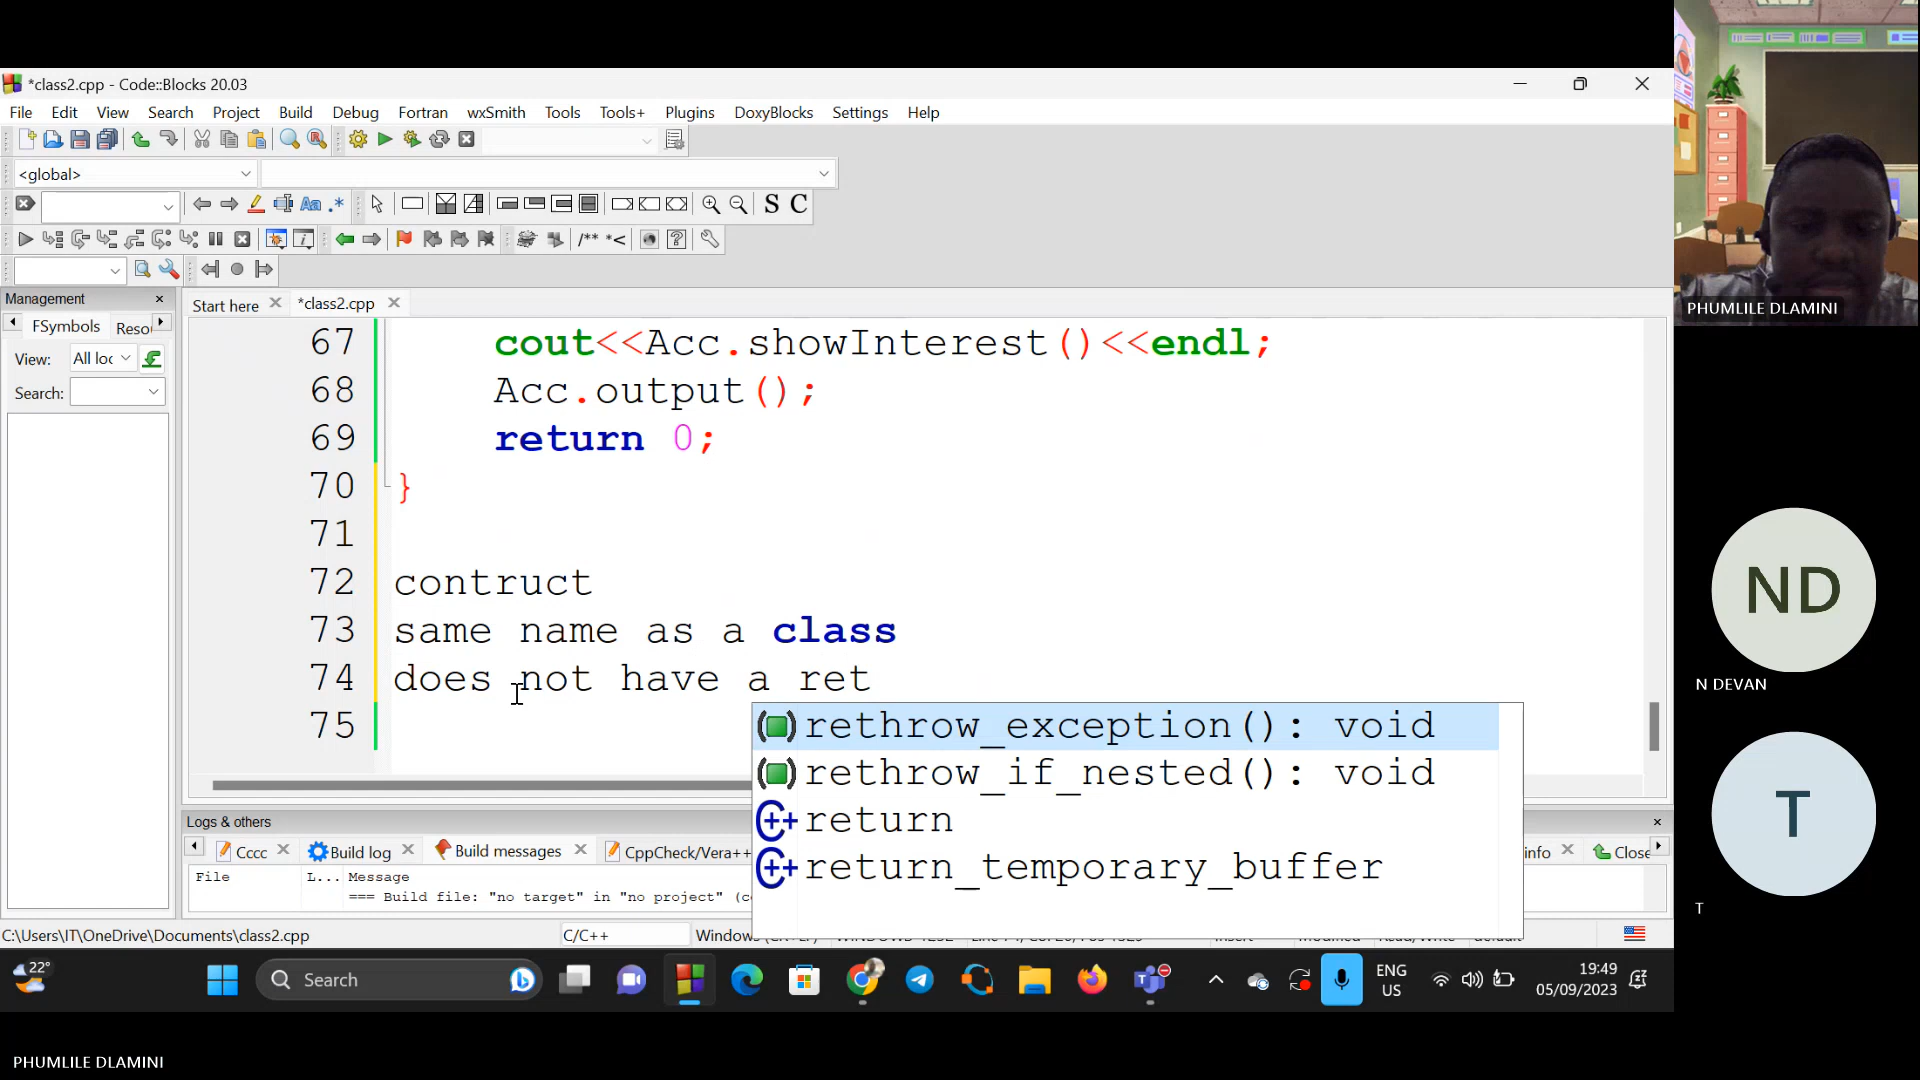 *class2.cpp - Code::Blocks 20.03
File Edit View Search Project Build Debug Fortran wxSmith Tools Tools+ Plugins DoxyBlocks Settings Help
<global>
Aa .* S C
/** *<
Management
Start here *class2.cpp
FSymbols Reso
View: All loc
Search:
67 cout<<Acc.showInterest()<<endl;
68 Acc.output();
69 return 0;
70 }
71
72 contruct
73 same name as a class
74 does not have a ret
75
rethrow_exception(): void
rethrow_if_nested(): void
return
return_temporary_buffer
Logs & others
Cccc Build log Build messages CppCheck/Vera++ info Close
File L... Message
=== Build file: "no target" in "no project" (c
C:\Users\IT\OneDrive\Documents\class2.cpp C/C++ Windows
22° Search ENG US 19:49 05/09/2023
PHUMLILE DLAMINI
ND
N DEVAN
T
T
PHUMLILE DLAMINI